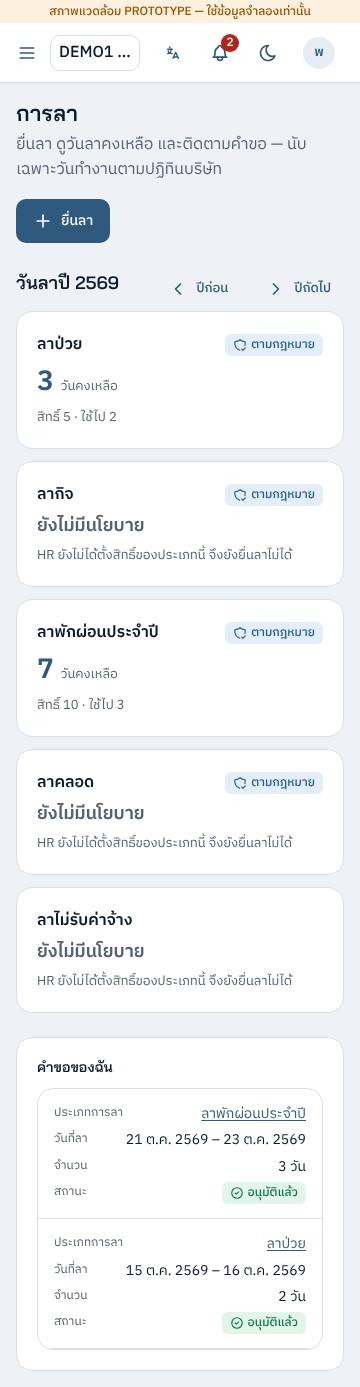 สภาพแวดล้อม PROTOTYPE — ใช้ข้อมูลจำลองเท่านั้น
DEMO1 ...
2
พ
การลา
ยื่นลา ดูวันลาคงเหลือ และติดตามคำขอ — นับ
เฉพาะวันทำงานตามปฏิทินบริษัท
ยื่นลา
วันลาปี 2569
ปีก่อน
ปีถัดไป
ลาป่วย
ตามกฎหมาย
3 วันคงเหลือ
สิทธิ์ 5 · ใช้ไป 2
ลากิจ
ตามกฎหมาย
ยังไม่มีนโยบาย
HR ยังไม่ได้ตั้งสิทธิ์ของประเภทนี้ จึงยังยื่นลาไม่ได้
ลาพักผ่อนประจำปี
ตามกฎหมาย
7 วันคงเหลือ
สิทธิ์ 10 · ใช้ไป 3
ลาคลอด
ตามกฎหมาย
ยังไม่มีนโยบาย
HR ยังไม่ได้ตั้งสิทธิ์ของประเภทนี้ จึงยังยื่นลาไม่ได้
ลาไม่รับค่าจ้าง
ยังไม่มีนโยบาย
HR ยังไม่ได้ตั้งสิทธิ์ของประเภทนี้ จึงยังยื่นลาไม่ได้
คำขอของฉัน
ประเภทการลา ลาพักผ่อนประจำปี
วันที่ลา 21 ต.ค. 2569 – 23 ต.ค. 2569
จำนวน 3 วัน
สถานะ อนุมัติแล้ว
ประเภทการลา ลาป่วย
วันที่ลา 15 ต.ค. 2569 – 16 ต.ค. 2569
จำนวน 2 วัน
สถานะ อนุมัติแล้ว